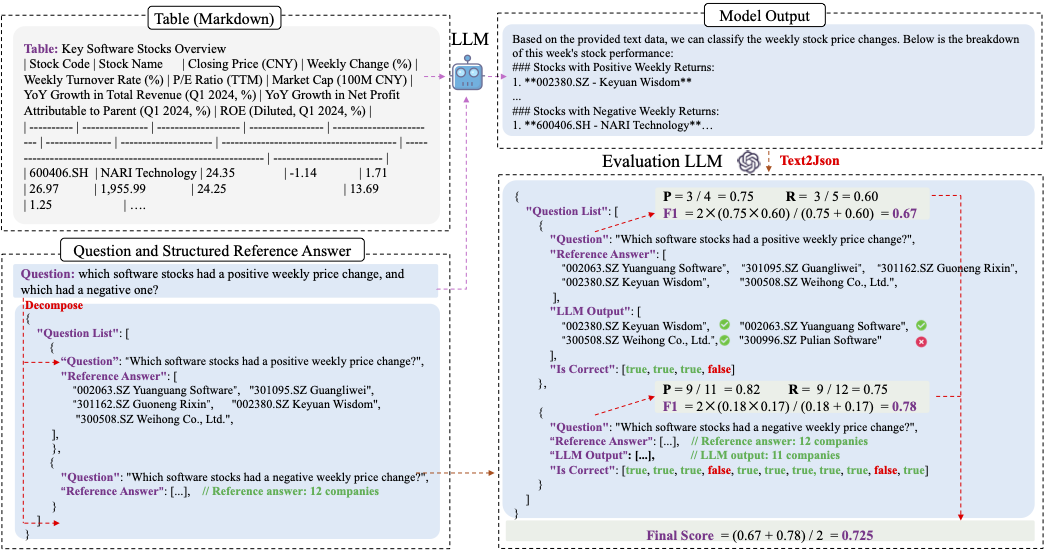 Table (Markdown)
Table: Key Software Stocks Overview
| Stock Code | Stock Name | Closing Price (CNY) | Weekly Change (%) |
Weekly Turnover Rate (%) | P/E Ratio (TTM) | Market Cap (100M CNY) |
YoY Growth in Total Revenue (Q1 2024, %) | YoY Growth in Net Profit
Attributable to Parent (Q1 2024, %) | ROE (Diluted, Q1 2024, %) |
| ---------- | ---------------- | -------------------- | ------------------ | ----------------------
--- | --------------- | --------------------- | ----------------------------------- | -----
------------------------------------------------------ | ------------------------- |
| 600406.SH | NARI Technology | 24.35 | -1.14 | 1.71
| 26.97 | 1,955.99 | 24.25 | 13.69
| 1.25 | ….
LLM
Model Output
Based on the provided text data, we can classify the weekly stock price changes. Below is the breakdown
of this week's stock performance:
### Stocks with Positive Weekly Returns:
1. **002380.SZ - Keyuan Wisdom**
...
### Stocks with Negative Weekly Returns:
1. **600406.SH - NARI Technology**…
Evaluation LLM
Text2Json
Question and Structured Reference Answer
Question: which software stocks had a positive weekly price change, and
which had a negative one?
Decompose
{
"Question List": [
{
“Question": "Which software stocks had a positive weekly price change?",
"Reference Answer": [
"002063.SZ Yuanguang Software", "301095.SZ Guangliwei",
"301162.SZ Guoneng Rixin", "002380.SZ Keyuan Wisdom",
"300508.SZ Weihong Co., Ltd.",
],
},
{
"Question": "Which software stocks had a negative weekly price change?",
“Reference Answer": [...], // Reference answer: 12 companies
}
]
}
{
"Question List": [
{
P = 3 / 4 = 0.75 R = 3 / 5 = 0.60
F1 = 2×(0.75×0.60) / (0.75 + 0.60) = 0.67
"Question": "Which software stocks had a positive weekly price change?",
"Reference Answer": [
"002063.SZ Yuanguang Software", "301095.SZ Guangliwei", "301162.SZ Guoneng Rixin",
"002380.SZ Keyuan Wisdom", "300508.SZ Weihong Co., Ltd.",
],
"LLM Output": [
"002380.SZ Keyuan Wisdom", "002063.SZ Yuanguang Software",
"300508.SZ Weihong Co., Ltd.", "300996.SZ Pulian Software"
],
"Is Correct": [true, true, true, false]
},
P = 9 / 11 = 0.82 R = 9 / 12 = 0.75
F1 = 2×(0.18×0.17) / (0.18 + 0.17) = 0.78
{
"Question": "Which software stocks had a negative weekly price change?",
“Reference Answer": [...], // Reference answer: 12 companies
“LLM Output": [...], // LLM output: 11 companies
"Is Correct": [true, true, true, false, true, true, true, true, true, false, true]
}
]
}
Final Score = (0.67 + 0.78) / 2 = 0.725